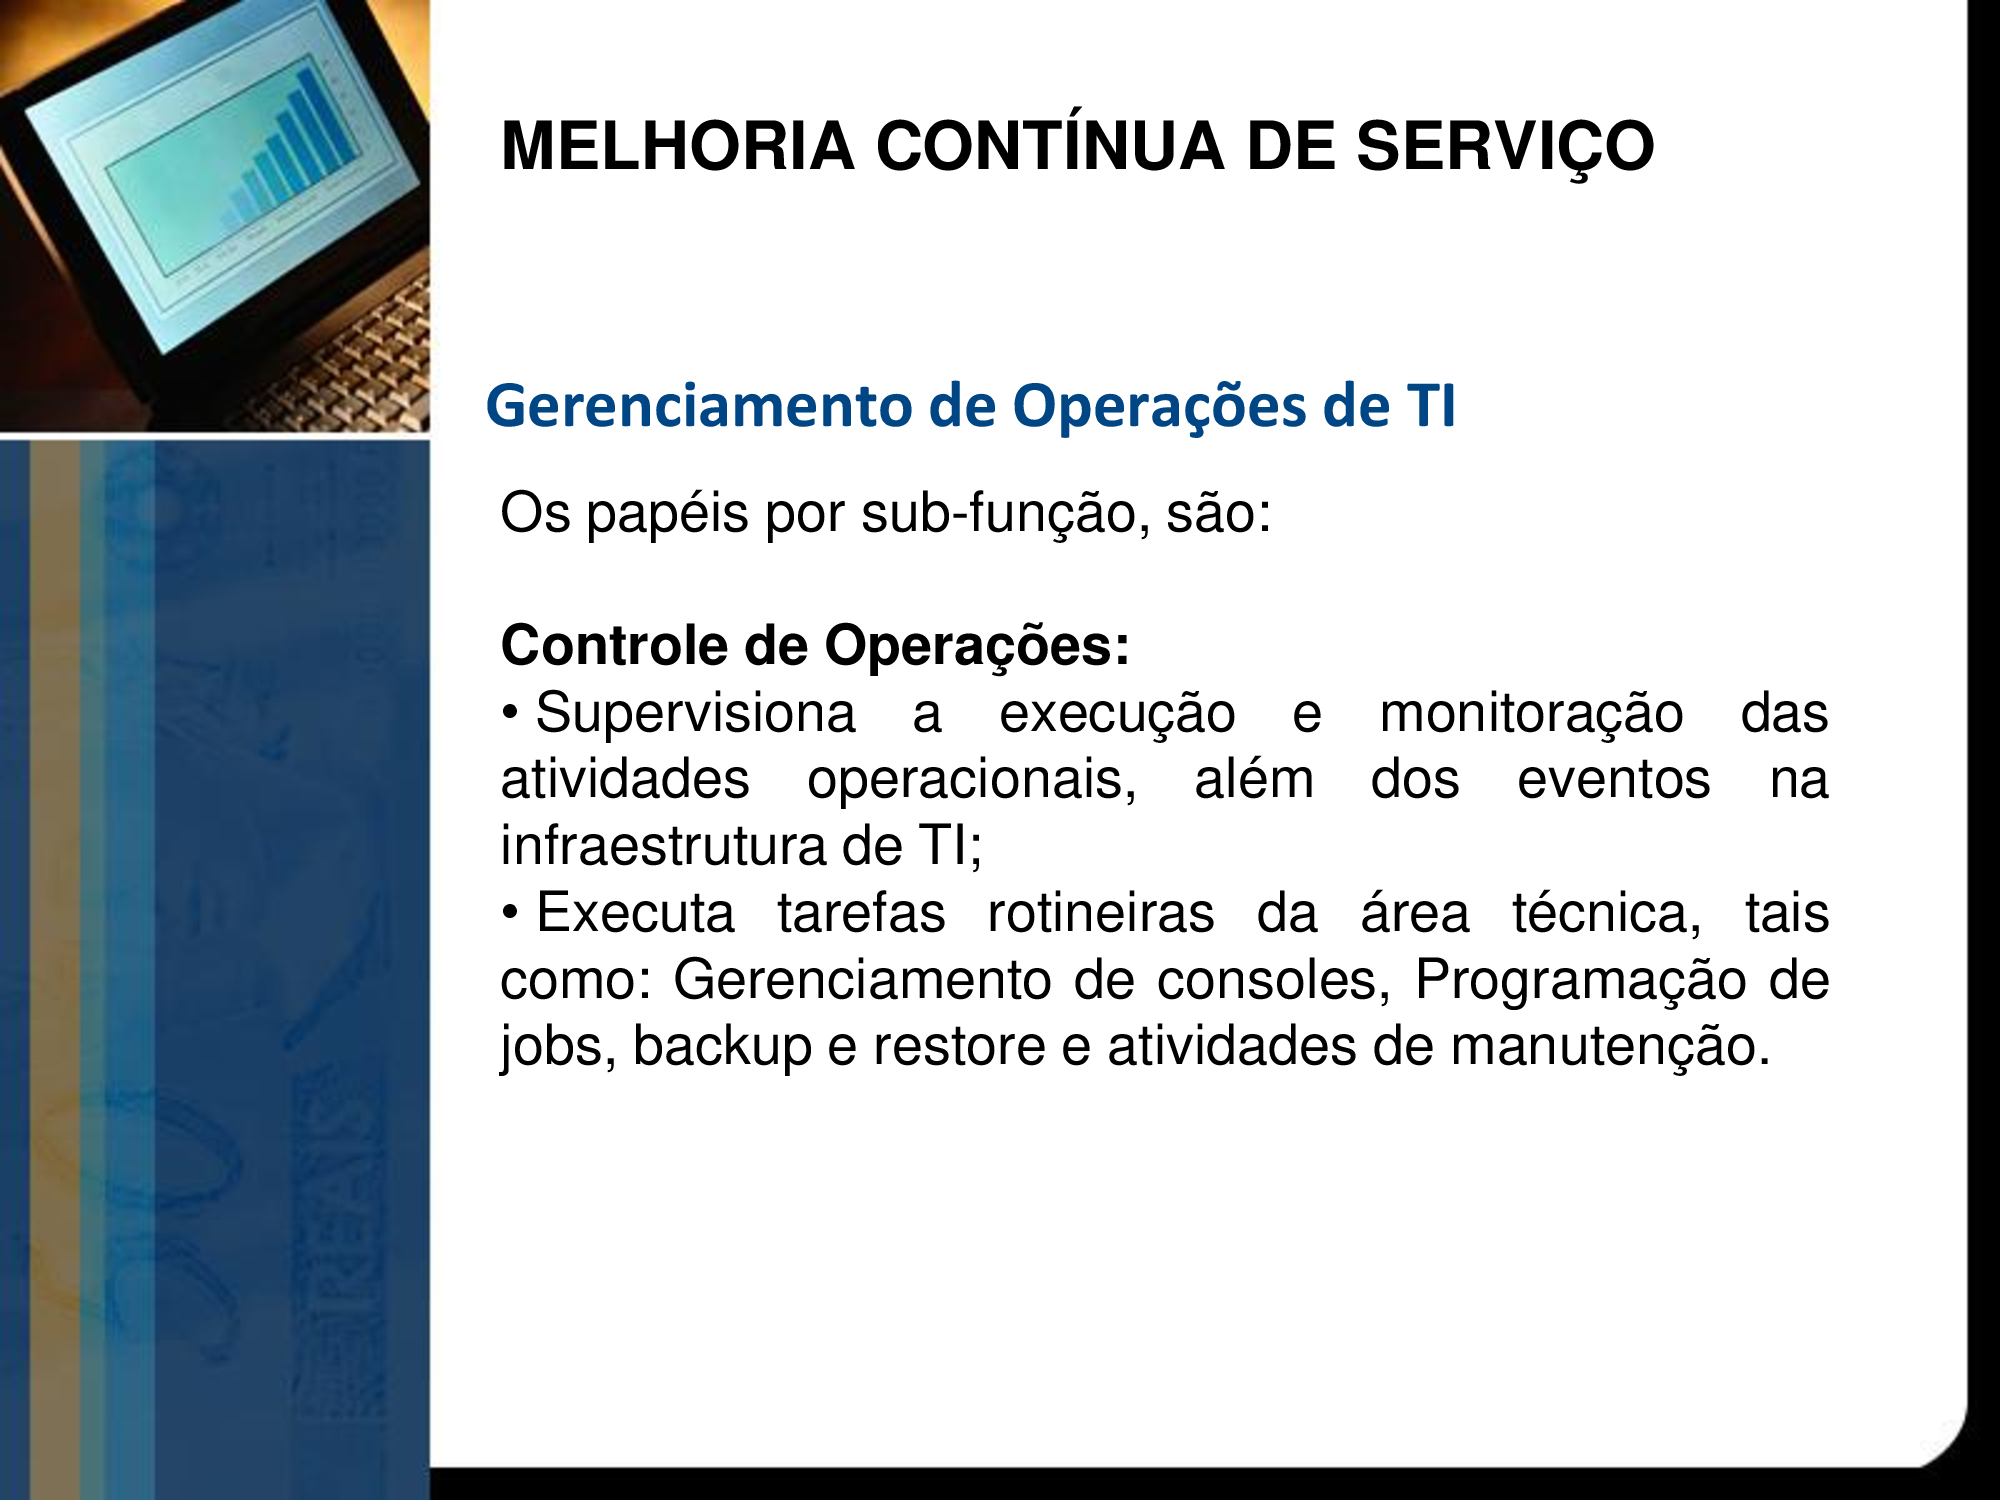 MELHORIA CONTÍNUA DE SERVIÇO
Gerenciamento de Operações de TI
Os papéis por sub-função, são:
Controle de Operações:
• Supervisiona a execução e monitoração das
atividades operacionais, além dos eventos na
infraestrutura de TI;
• Executa tarefas rotineiras da área técnica, tais
como: Gerenciamento de consoles, Programação de
jobs, backup e restore e atividades de manutenção.
REAIS